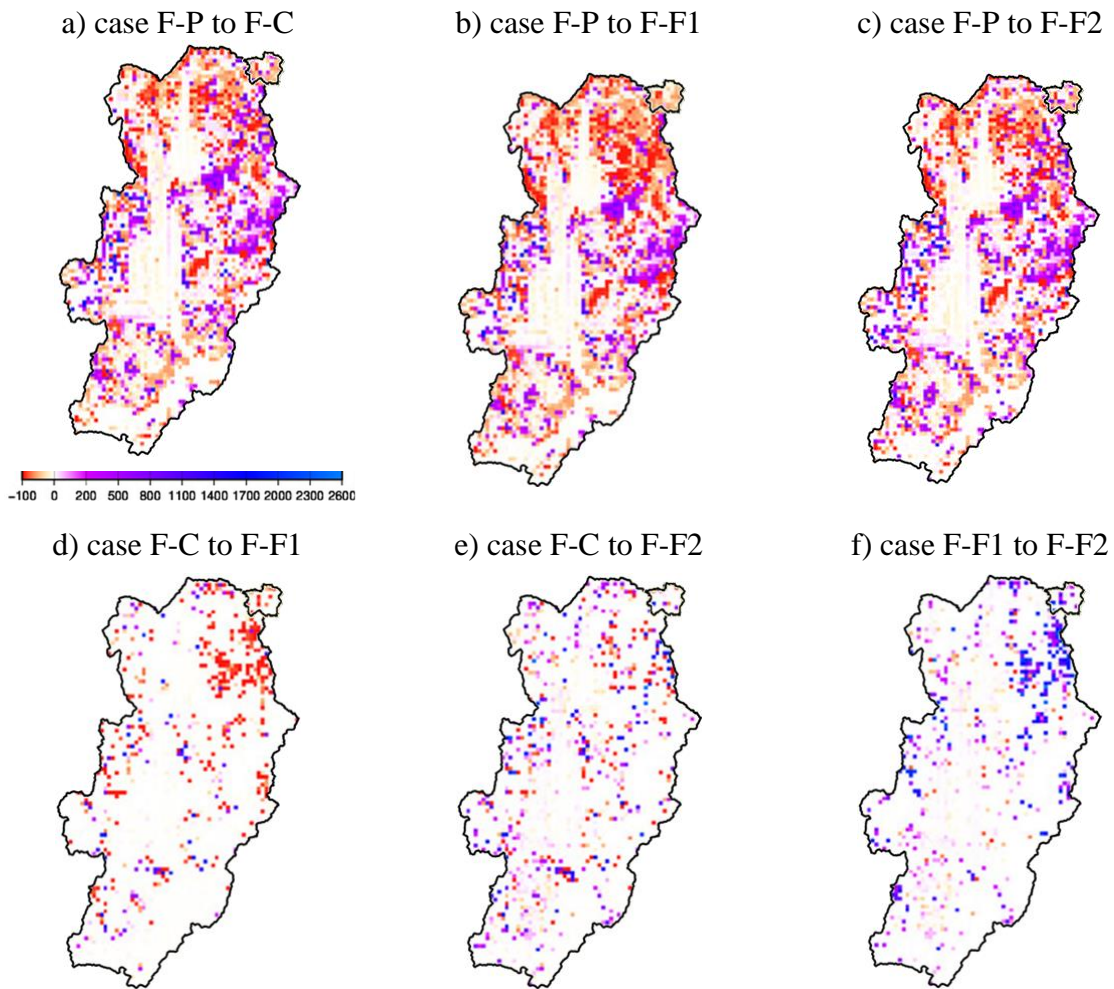 a) case F-P to F-C
b) case F-P to F-F1
c) case F-P to F-F2
−100 0 200 500 800 1100 1400 1700 2000 2300 2600
d) case F-C to F-F1
e) case F-C to F-F2
f) case F-F1 to F-F2